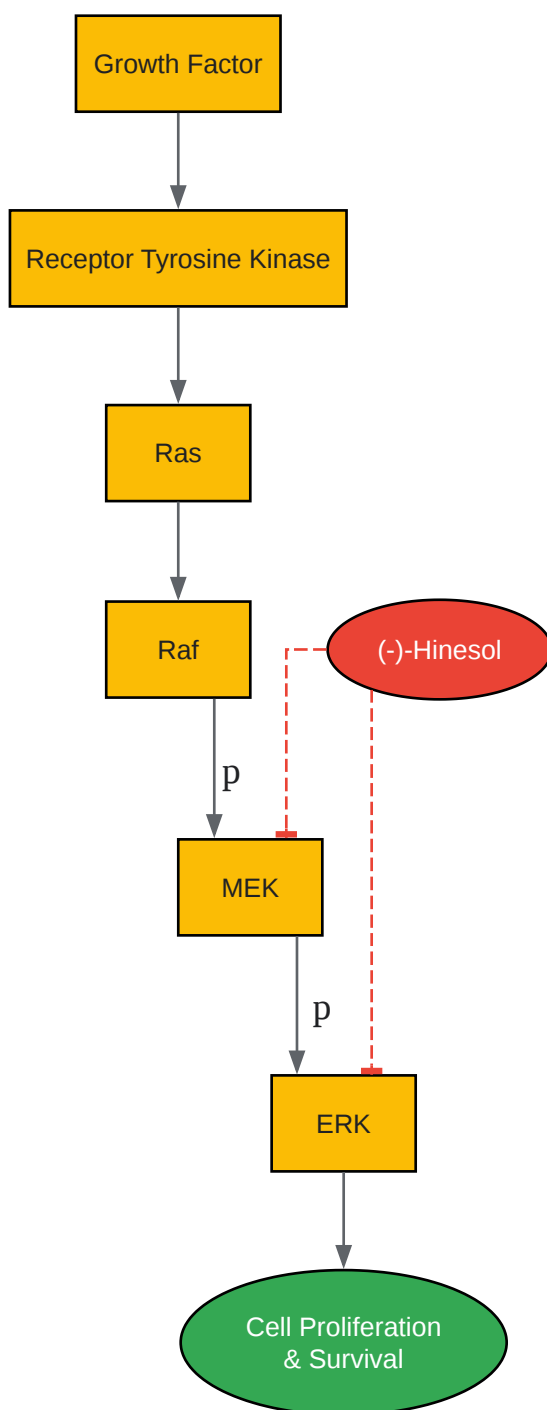 Growth Factor
Receptor Tyrosine Kinase
Ras
Raf
(-)-Hinesol
p
MEK
p
ERK
Cell Proliferation
& Survival